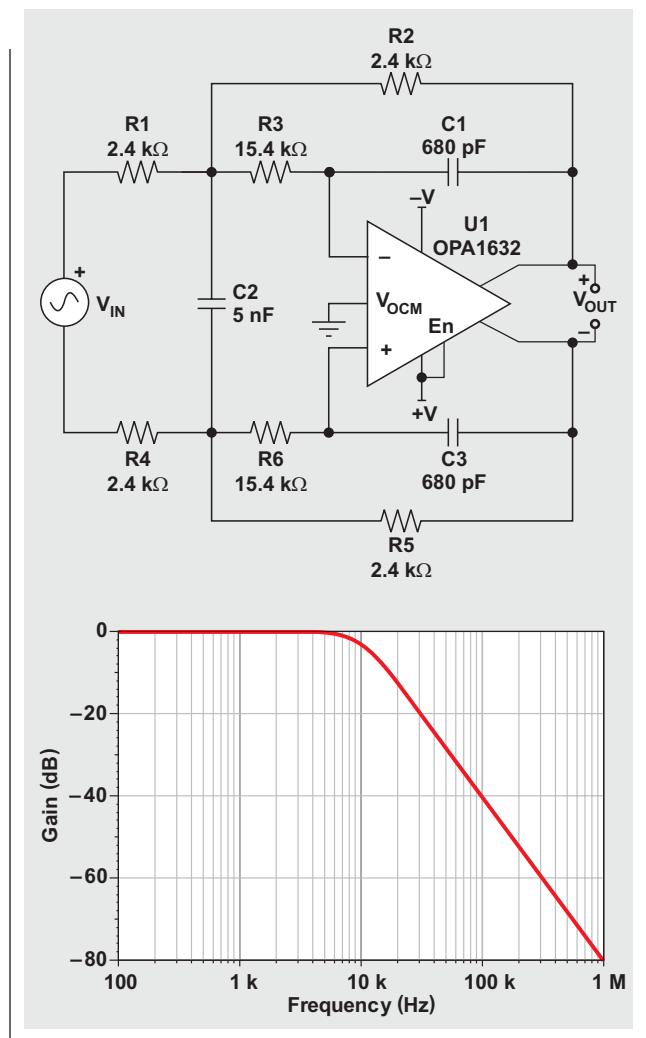 R2
2.4 kΩ
R1
2.4 kΩ
R3
15.4 kΩ
C1
680 pF
–V
U1
OPA1632
–
+
V_IN
C2
5 nF
V_OCM
En
+
V_OUT
–
+
+V
R4
2.4 kΩ
R6
15.4 kΩ
C3
680 pF
R5
2.4 kΩ
Gain (dB)
0
–20
–40
–60
–80
100 1 k 10 k 100 k 1 M
Frequency (Hz)